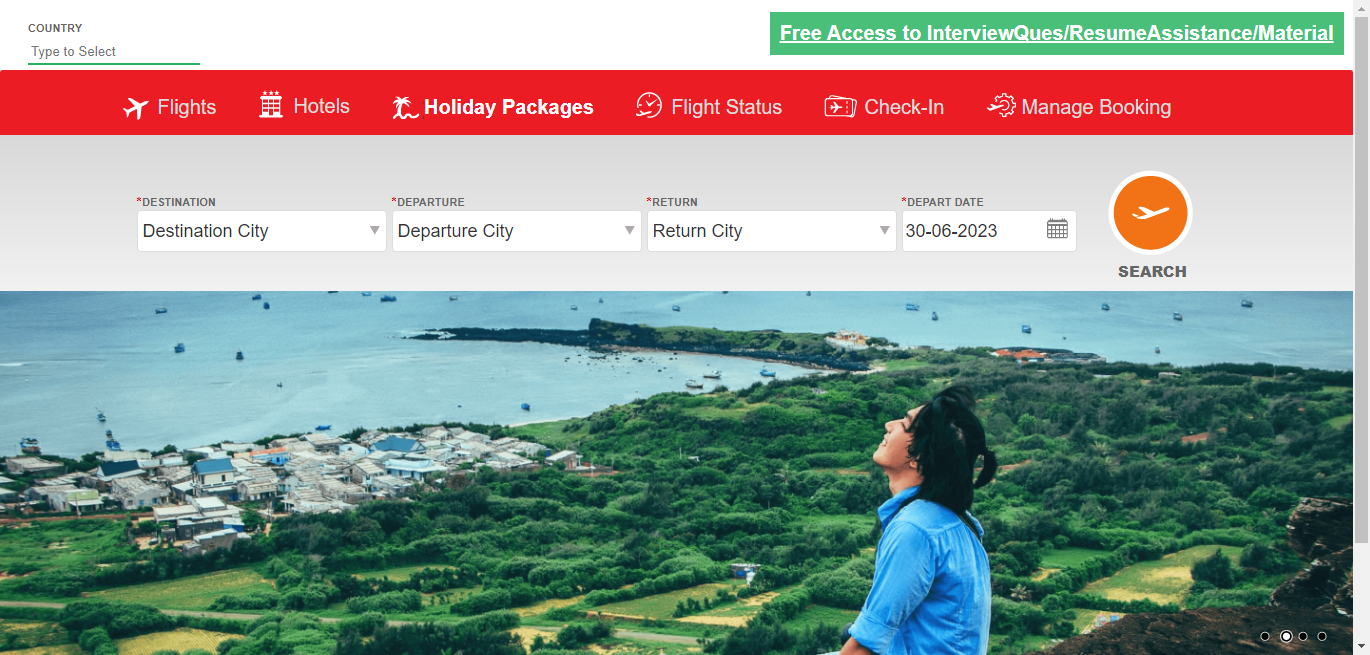 COUNTRY
Type to Select
Free Access to InterviewQues/ResumeAssistance/Material
Flights Hotels Holiday Packages Flight Status Check-In Manage Booking
*DESTINATION *DEPARTURE *RETURN *DEPART DATE
Destination City Departure City Return City 30-06-2023
SEARCH